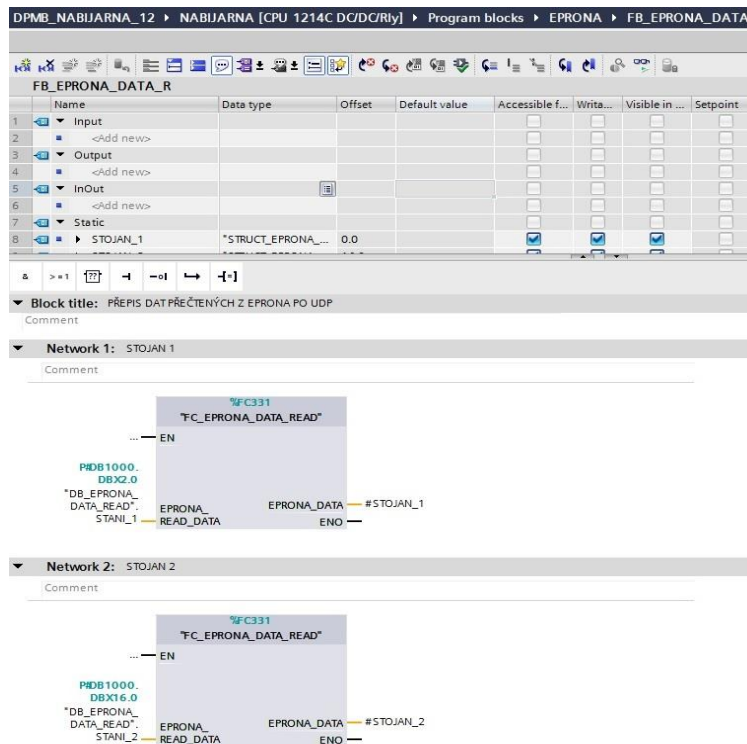 DPMB_NABIJARNA_12 ▸ NABIJARNA [CPU 1214C DC/DC/Rly] ▸ Program blocks ▸ EPRONA ▸ FB_EPRONA_DATA
FB_EPRONA_DATA_R
Name Data type Offset Default value Accessible f... Writa... Visible in ... Setpoint
1 Input
2 <Add new>
3 Output
4 <Add new>
5 InOut
6 <Add new>
7 Static
8 STOJAN_1 "STRUCT_EPRONA_... 0.0
& >=1 [??] ⊣ –o| ↦ -[=]
Block title: PŘEPIS DAT PŘEČTENÝCH Z EPRONA PO UDP
Comment
Network 1: STOJAN 1
Comment
%FC331
"FC_EPRONA_DATA_READ"
... EN
P#DB1000.
DBX2.0
"DB_EPRONA_
DATA_READ".
STANI_1
EPRONA_
READ_DATA
EPRONA_DATA #STOJAN_1
ENO
Network 2: STOJAN 2
Comment
%FC331
"FC_EPRONA_DATA_READ"
... EN
P#DB1000.
DBX16.0
"DB_EPRONA_
DATA_READ".
STANI_2
EPRONA_
READ_DATA
EPRONA_DATA #STOJAN_2
ENO